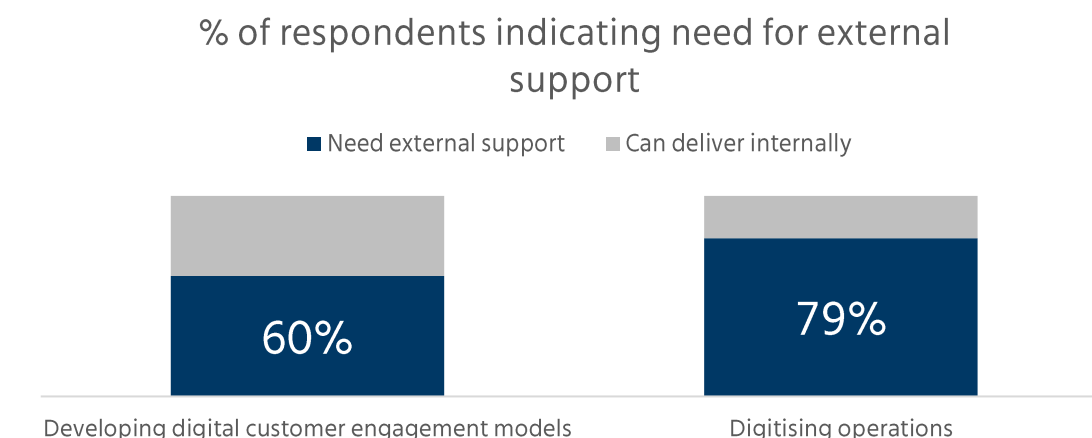 % of respondents indicating need for external
support
Need external support
Can deliver internally
60%
79%
Developing digital customer engagement models
Digitising operations